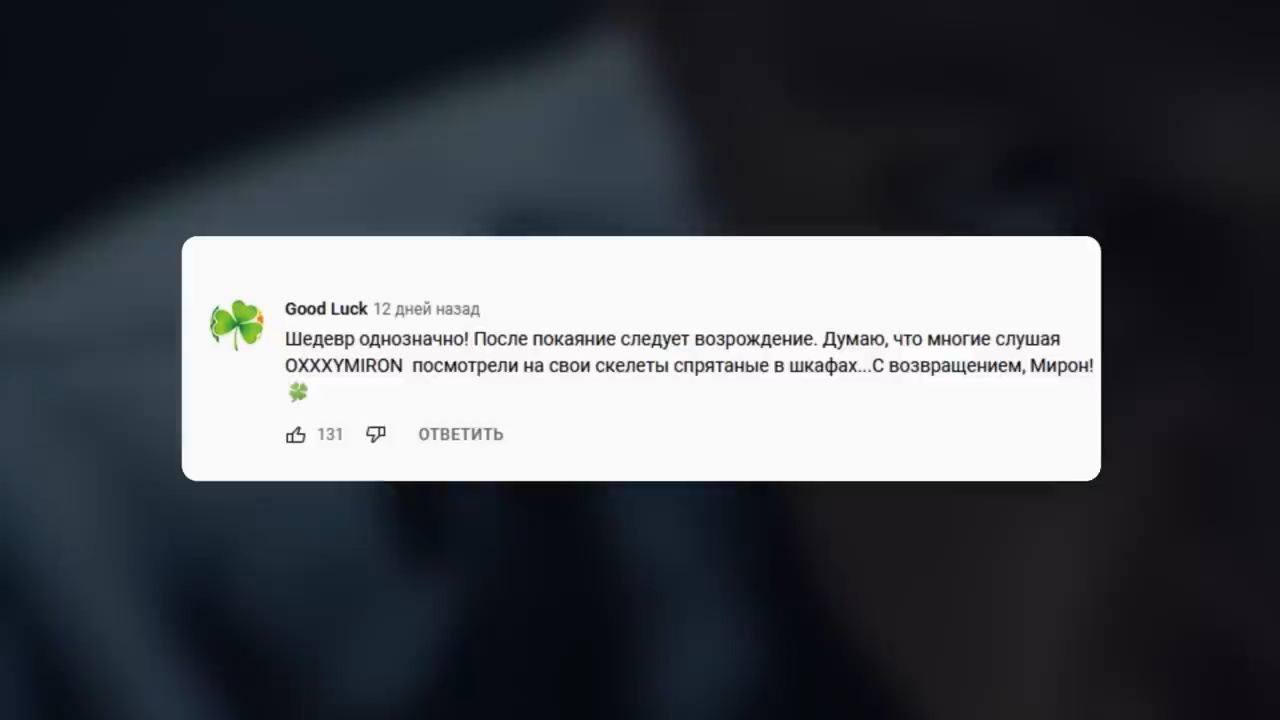 Good Luck 12 дней назад
Шедевр однозначно! После покаяние следует возрождение. Думаю, что многие слушая
OXXXYMIRON посмотрели на свои скелеты спрятаные в шкафах...С возвращением, Мирон!
🍀
131 ОТВЕТИТЬ